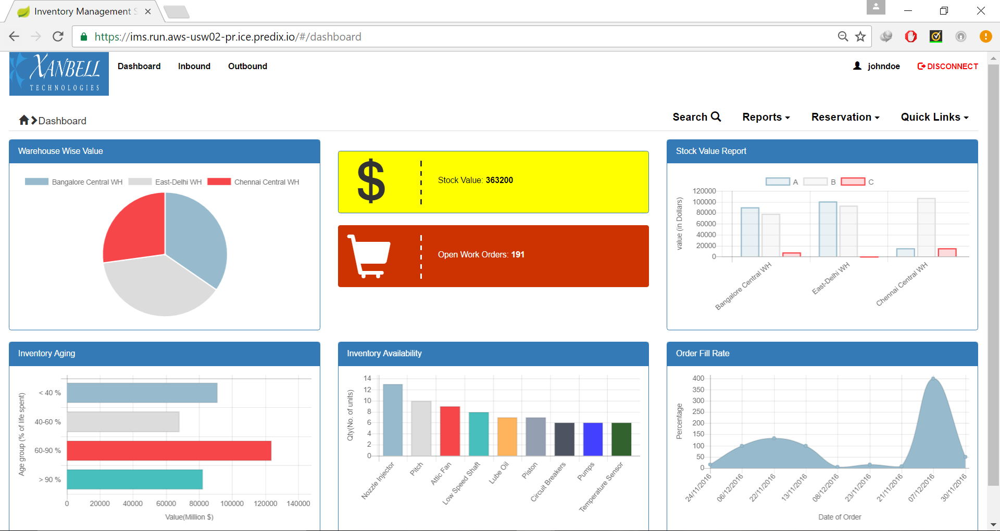 Inventory Management S
https://ims.run.aws-usw02-pr.ice.predix.io/#/dashboard
XANBELL
TECHNOLOGIES
Dashboard Inbound Outbound
johndoe DISCONNECT
Dashboard
Search Reports Reservation Quick Links
Warehouse Wise Value
Bangalore Central WH East-Delhi WH Chennai Central WH
$
Stock Value: 363200
Open Work Orders: 191
Stock Value Report
A B C
value (in Dollars)
120000
100000
80000
60000
40000
20000
0
Bangalore Central WH
East-Delhi WH
Chennai Central WH
Inventory Aging
Age group (% of life spent)
< 40 %
40-60 %
60-90 %
> 90 %
0 20000 40000 60000 80000 100000 120000 140000
Value(Million $)
Inventory Availability
Qty(No. of units)
14
12
10
8
6
4
2
0
Nozzle Injector
Pitch
Attic Fan
Low Speed Shaft
Lube Oil
Piston
Circuit Breakers
Pumps
Temperature Sensor
Order Fill Rate
Percentage
400
350
300
250
200
150
100
50
0
24/11/2016
06/12/2016
22/11/2016
13/11/2016
08/12/2016
23/11/2016
21/11/2016
07/12/2016
30/11/2016
Date of Order